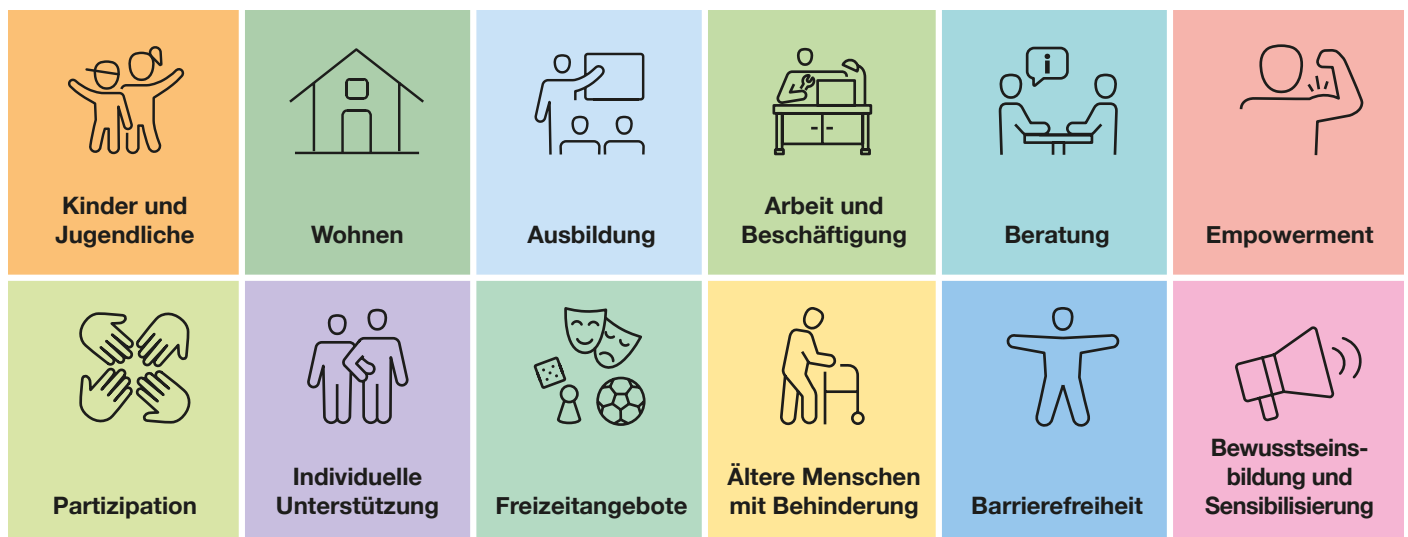 Kinder und
Jugendliche
Wohnen
Ausbildung
Arbeit und
Beschäftigung
Beratung
Empowerment
Partizipation
Individuelle
Unterstützung
Freizeitangebote
Ältere Menschen
mit Behinderung
Barrierefreiheit
Bewusstseins-
bildung und
Sensibilisierung